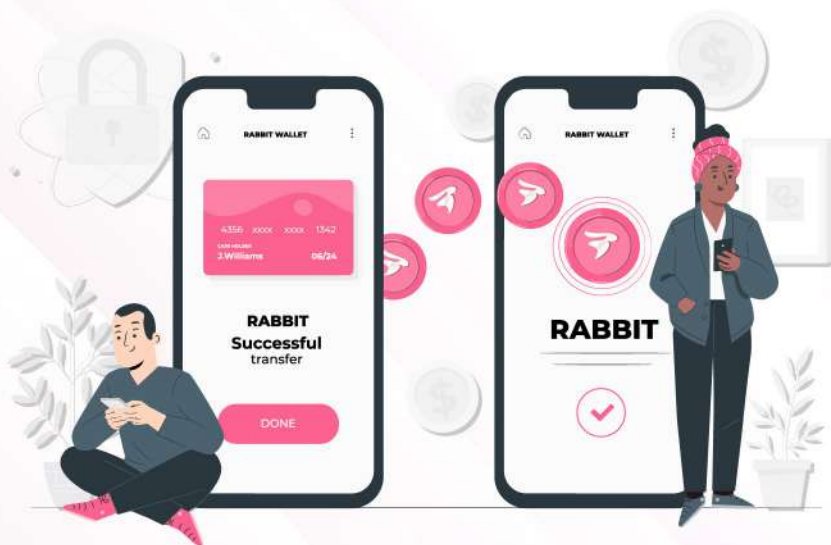 RABBIT WALLET
4356 xxxx xxxx 1342
CARD HOLDER
J.Williams 06/24
RABBIT
Successful
transfer
DONE
RABBIT WALLET
RABBIT